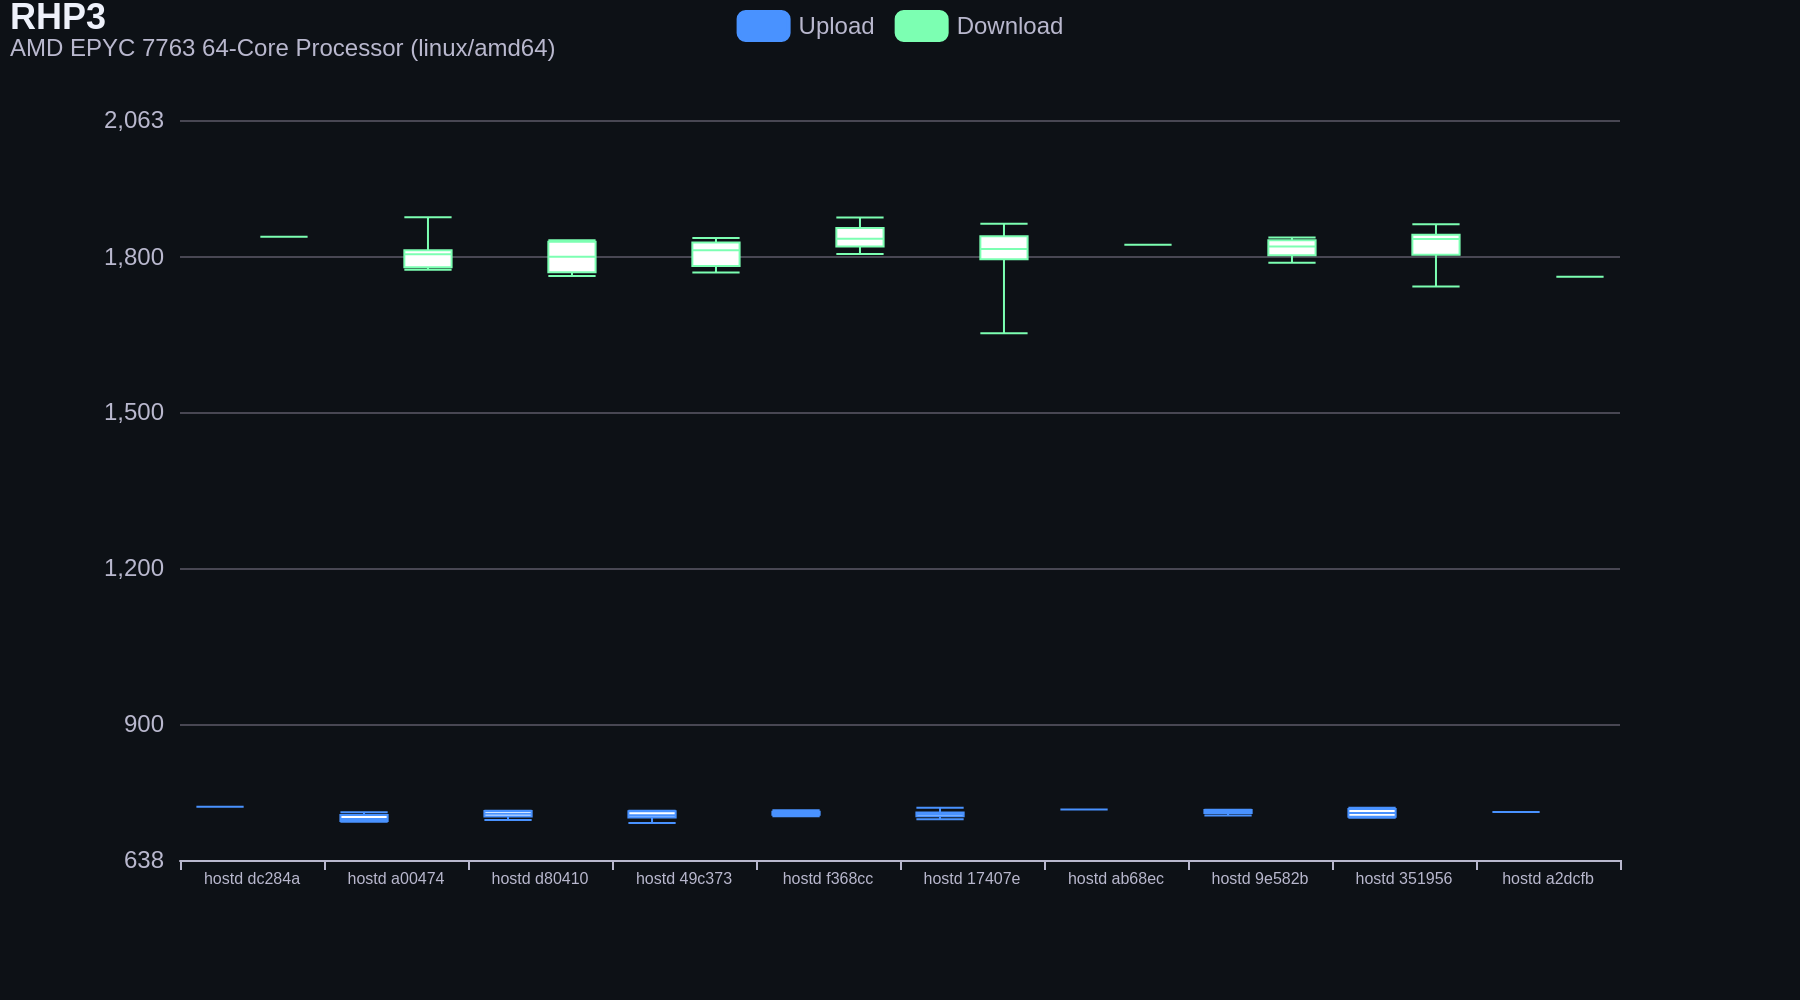 RHP3
AMD EPYC 7763 64-Core Processor (linux/amd64)
Upload Download
2,063
1,800
1,500
1,200
900
638
hostd dc284a hostd a00474 hostd d80410 hostd 49c373 hostd f368cc hostd 17407e hostd ab68ec hostd 9e582b hostd 351956 hostd a2dcfb